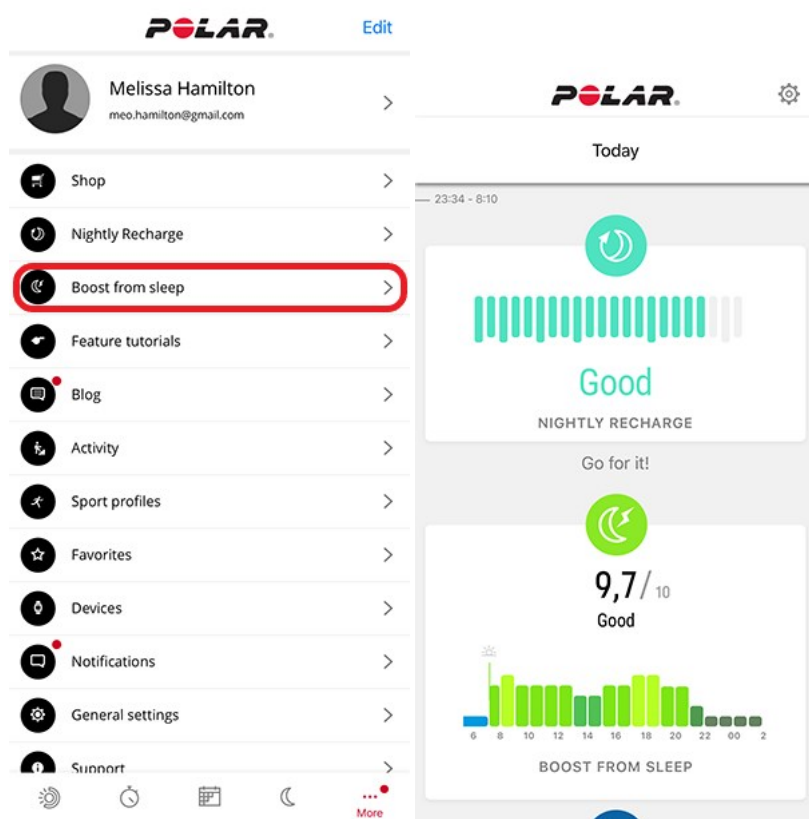 POLAR.
Edit
Melissa Hamilton
meo.hamilton@gmail.com
Shop
Nightly Recharge
Boost from sleep
Feature tutorials
Blog
Activity
Sport profiles
Favorites
Devices
Notifications
General settings
Support
More
POLAR.
Today
23:34 - 8:10
Good
NIGHTLY RECHARGE
Go for it!
9,7/ 10
Good
6 8 10 12 14 16 18 20 22 00 2
BOOST FROM SLEEP